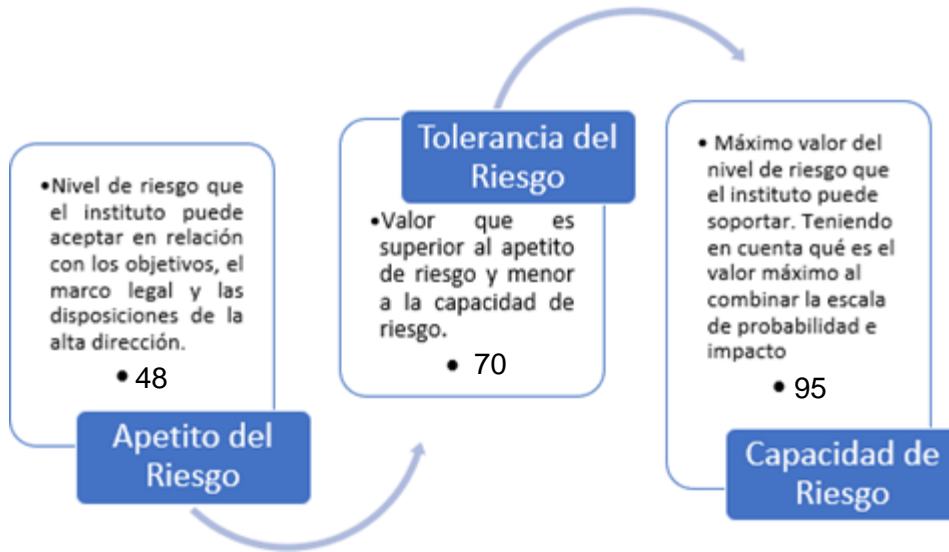 •Nivel de riesgo que
el instituto puede
aceptar en relación
con los objetivos, el
marco legal y las
disposiciones de la
alta dirección.
• 48
Apetito del
Riesgo
Tolerancia del
Riesgo
•Valor que es
superior al apetito
de riesgo y menor
a la capacidad de
riesgo.
• 70
• Máximo valor del
nivel de riesgo que
el instituto puede
soportar. Teniendo
en cuenta qué es el
valor máximo al
combinar la escala
de probabilidad e
impacto
• 95
Capacidad de
Riesgo